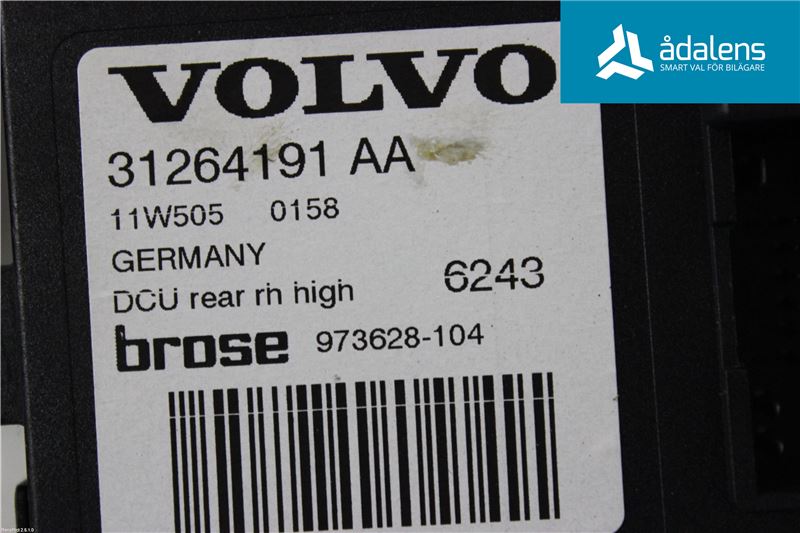 ådalens
SMART VAL FÖR BILÄGARE
VOLVO
31264191 AA
11W505 0158
GERMANY
DCU rear rh high 6243
brose 973628-104